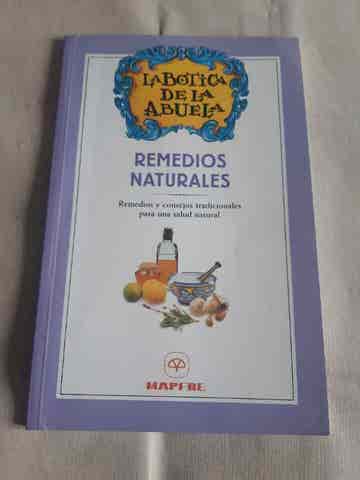 LA BOTICA
DE LA
ABUELA
REMEDIOS
NATURALES
Remedios y consejos tradicionales
para una salud natural
MAPFRE